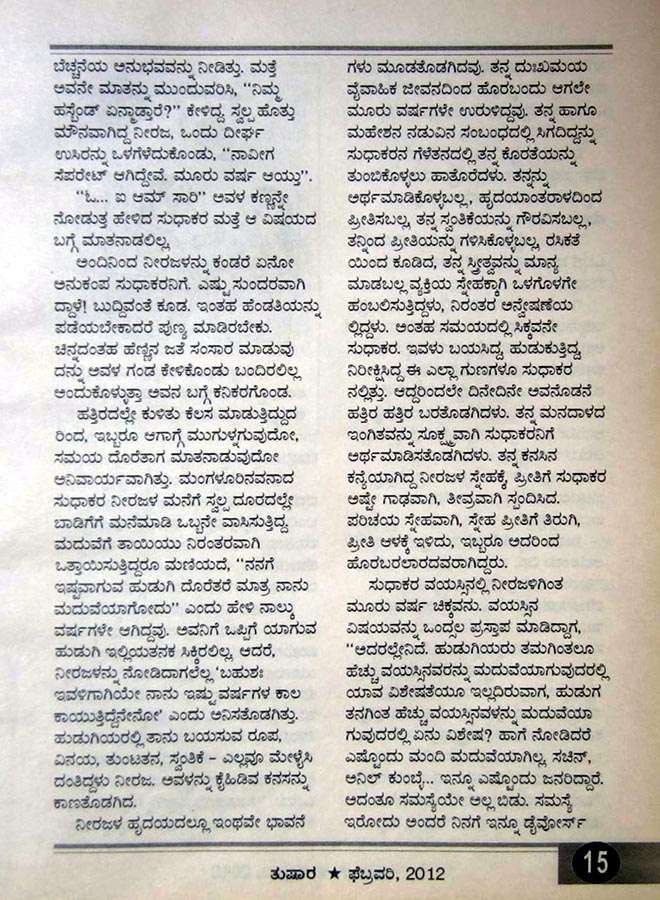 ಬೆಚ್ಚನೆಯ ಅನುಭವವನ್ನು ನೀಡಿತ್ತು. ಮತ್ತೆ
ಅವನೇ ಮಾತನ್ನು ಮುಂದುವರಿಸಿ, “ನಿಮ್ಮ
ಹಸ್ಬೆಂಡ್ ಏನ್ಮಾಡ್ತಾರೆ?” ಕೇಳಿದ್ದ. ಸ್ವಲ್ಪ ಹೊತ್ತು
ಮೌನವಾಗಿದ್ದ ನೀರಜ, ಒಂದು ದೀರ್ಘ
ಉಸಿರನ್ನು ಒಳಗೆಳೆದುಕೊಂಡು, “ನಾವೀಗ
ಸೆಪರೆಟ್ ಆಗಿದ್ದೇವೆ. ಮೂರು ವರ್ಷ ಆಯ್ತು”.
“ಓ... ಐ ಆಮ್ ಸಾರಿ” ಅವಳ ಕಣ್ಣನ್ನೇ
ನೋಡುತ್ತ ಹೇಳಿದ ಸುಧಾಕರ ಮತ್ತೆ ಆ ವಿಷಯದ
ಬಗ್ಗೆ ಮಾತನಾಡಲಿಲ್ಲ.
ಅಂದಿನಿಂದ ನೀರಜಳನ್ನು ಕಂಡರೆ ಏನೋ
ಅನುಕಂಪ ಸುಧಾಕರನಿಗೆ. ಎಷ್ಟು ಸುಂದರವಾಗಿ
ದ್ದಾಳೆ! ಬುದ್ದಿವಂತೆ ಕೂಡ. ಇಂತಹ ಹೆಂಡತಿಯನ್ನು
ಪಡೆಯಬೇಕಾದರೆ ಪುಣ್ಯ ಮಾಡಿರಬೇಕು.
ಚಿನ್ನದಂತಹ ಹೆಣ್ಣಿನ ಜತೆ ಸಂಸಾರ ಮಾಡುವು
ದನ್ನು ಅವಳ ಗಂಡ ಕೇಳಿಕೊಂಡು ಬಂದಿರಲಿಲ್ಲ
ಅಂದುಕೊಳ್ಳುತ್ತಾ ಅವನ ಬಗ್ಗೆ ಕನಿಕರಗೊಂಡ.
ಹತ್ತಿರದಲ್ಲೇ ಕುಳಿತು ಕೆಲಸ ಮಾಡುತ್ತಿದ್ದುದ
ರಿಂದ, ಇಬ್ಬರೂ ಆಗಾಗ್ಗೆ ಮುಗುಳ್ನಗುವುದೋ,
ಸಮಯ ದೊರೆತಾಗ ಮಾತನಾಡುವುದೋ
ಅನಿವಾರ್ಯವಾಗಿತ್ತು. ಮಂಗಳೂರಿನವನಾದ
ಸುಧಾಕರ ನೀರಜಳ ಮನೆಗೆ ಸ್ವಲ್ಪ ದೂರದಲ್ಲೇ
ಬಾಡಿಗೆಗೆ ಮನೆಮಾಡಿ ಒಬ್ಬನೇ ವಾಸಿಸುತ್ತಿದ್ದ.
ಮದುವೆಗೆ ತಾಯಿಯು ನಿರಂತರವಾಗಿ
ಒತ್ತಾಯಿಸುತ್ತಿದ್ದರೂ ಮಣಿಯದೆ, “ನನಗೆ
ಇಷ್ಟವಾಗುವ ಹುಡುಗಿ ದೊರೆತರೆ ಮಾತ್ರ ನಾನು
ಮದುವೆಯಾಗೋದು” ಎಂದು ಹೇಳಿ ನಾಲ್ಕು
ವರ್ಷಗಳೇ ಆಗಿದ್ದವು. ಅವನಿಗೆ ಒಪ್ಪಿಗೆ ಯಾಗುವ
ಹುಡುಗಿ ಇಲ್ಲಿಯತನಕ ಸಿಕ್ಕಿರಲಿಲ್ಲ. ಆದರೆ,
ನೀರಜಳನ್ನು ನೋಡಿದಾಗಲೆಲ್ಲ ‘ಬಹುಶಃ
ಇವಳಿಗಾಗಿಯೇ ನಾನು ಇಷ್ಟು ವರ್ಷಗಳ ಕಾಲ
ಕಾಯುತ್ತಿದ್ದೆನೇನೋ’ ಎಂದು ಅನಿಸತೊಡಗಿತ್ತು.
ಹುಡುಗಿಯರಲ್ಲಿ ತಾನು ಬಯಸುವ ರೂಪ,
ವಿನಯ, ತುಂಟತನ, ಸ್ವಂತಿಕೆ – ಎಲ್ಲವೂ ಮೇಳೈಸಿ
ದಂತಿದ್ದಳು ನೀರಜ. ಅವಳನ್ನು ಕೈಹಿಡಿವ ಕನಸನ್ನು
ಕಾಣತೊಡಗಿದ.
ನೀರಜಳ ಹೃದಯದಲ್ಲೂ ಇಂಥವೇ ಭಾವನೆ
ಗಳು ಮೂಡತೊಡಗಿದವು. ತನ್ನ ದುಃಖಮಯ
ವೈವಾಹಿಕ ಜೀವನದಿಂದ ಹೊರಬಂದು ಆಗಲೇ
ಮೂರು ವರ್ಷಗಳೇ ಉರುಳಿದ್ದವು. ತನ್ನ ಹಾಗೂ
ಮಹೇಶನ ನಡುವಿನ ಸಂಬಂಧದಲ್ಲಿ ಸಿಗದಿದ್ದನ್ನು
ಸುಧಾಕರನ ಗೆಳೆತನದಲ್ಲಿ ತನ್ನ ಕೊರತೆಯನ್ನು
ತುಂಬಿಕೊಳ್ಳಲು ಹಾತೊರೆದಳು. ತನ್ನನ್ನು
ಅರ್ಥಮಾಡಿಕೊಳ್ಳಬಲ್ಲ, ಹೃದಯಾಂತರಾಳದಿಂದ
ಪ್ರೀತಿಸಬಲ್ಲ, ತನ್ನ ಸ್ವಂತಿಕೆಯನ್ನು ಗೌರವಿಸಬಲ್ಲ,
ತನ್ನಿಂದ ಪ್ರೀತಿಯನ್ನು ಗಳಿಸಿಕೊಳ್ಳಬಲ್ಲ, ರಸಿಕತೆ
ಯಿಂದ ಕೂಡಿದ, ತನ್ನ ಸ್ತ್ರೀತ್ವವನ್ನು ಮಾನ್ಯ
ಮಾಡಬಲ್ಲ ವ್ಯಕ್ತಿಯ ಸ್ನೇಹಕ್ಕಾಗಿ ಒಳಗೊಳಗೇ
ಹಂಬಲಿಸುತ್ತಿದ್ದಳು, ನಿರಂತರ ಅನ್ವೇಷಣೆಯ
ಲ್ಲಿದ್ದಳು. ಅಂತಹ ಸಮಯದಲ್ಲಿ ಸಿಕ್ಕವನೇ
ಸುಧಾಕರ. ಇವಳು ಬಯಸಿದ್ದ, ಹುಡುಕುತ್ತಿದ್ದ,
ನಿರೀಕ್ಷಿಸಿದ್ದ ಈ ಎಲ್ಲಾ ಗುಣಗಳೂ ಸುಧಾಕರ
ನಲ್ಲಿತ್ತು. ಆದ್ದರಿಂದಲೇ ದಿನೇದಿನೇ ಅವನೊಡನೆ
ಹತ್ತಿರ ಹತ್ತಿರ ಬರತೊಡಗಿದಳು. ತನ್ನ ಮನದಾಳದ
ಇಂಗಿತವನ್ನು ಸೂಕ್ಷ್ಮವಾಗಿ ಸುಧಾಕರನಿಗೆ
ಅರ್ಥಮಾಡಿಸತೊಡಗಿದಳು. ತನ್ನ ಕನಸಿನ
ಕನ್ಯೆಯಾಗಿದ್ದ ನೀರಜಳ ಸ್ನೇಹಕ್ಕೆ, ಪ್ರೀತಿಗೆ ಸುಧಾಕರ
ಅಷ್ಟೇ ಗಾಢವಾಗಿ, ತೀವ್ರವಾಗಿ ಸ್ಪಂದಿಸಿದ.
ಪರಿಚಯ ಸ್ನೇಹವಾಗಿ, ಸ್ನೇಹ ಪ್ರೀತಿಗೆ ತಿರುಗಿ,
ಪ್ರೀತಿ ಆಳಕ್ಕೆ ಇಳಿದು, ಇಬ್ಬರೂ ಅದರಿಂದ
ಹೊರಬರಲಾರದವರಾಗಿದ್ದರು.
ಸುಧಾಕರ ವಯಸ್ಸಿನಲ್ಲಿ ನೀರಜಳಿಗಿಂತ
ಮೂರು ವರ್ಷ ಚಿಕ್ಕವನು. ವಯಸ್ಸಿನ
ವಿಷಯವನ್ನು ಒಂದ್ಸಲ ಪ್ರಸ್ತಾಪ ಮಾಡಿದ್ದಾಗ,
“ಅದರಲ್ಲೇನಿದೆ. ಹುಡುಗಿಯರು ತಮಗಿಂತಲೂ
ಹೆಚ್ಚು ವಯಸ್ಸಿನವರನ್ನು ಮದುವೆಯಾಗುವುದರಲ್ಲಿ
ಯಾವ ವಿಶೇಷತೆಯೂ ಇಲ್ಲದಿರುವಾಗ, ಹುಡುಗ
ತನಗಿಂತ ಹೆಚ್ಚು ವಯಸ್ಸಿನವಳನ್ನು ಮದುವೆಯಾ
ಗುವುದರಲ್ಲಿ ಏನು ವಿಶೇಷ? ಹಾಗೆ ನೋಡಿದರೆ
ಎಷ್ಟೊಂದು ಮಂದಿ ಮದುವೆಯಾಗಿಲ್ಲ. ಸಚಿನ್,
ಅನಿಲ್ ಕುಂಬ್ಳೆ... ಇನ್ನೂ ಎಷ್ಟೊಂದು ಜನರಿದ್ದಾರೆ.
ಅದಂತೂ ಸಮಸ್ಯೆಯೇ ಅಲ್ಲ ಬಿಡು. ಸಮಸ್ಯೆ
ಇರೋದು ಅಂದರೆ ನಿನಗೆ ಇನ್ನೂ ಡೈವೋರ್ಸ್
ತುಷಾರ ★ ಫೆಬ್ರವರಿ, 2012
15